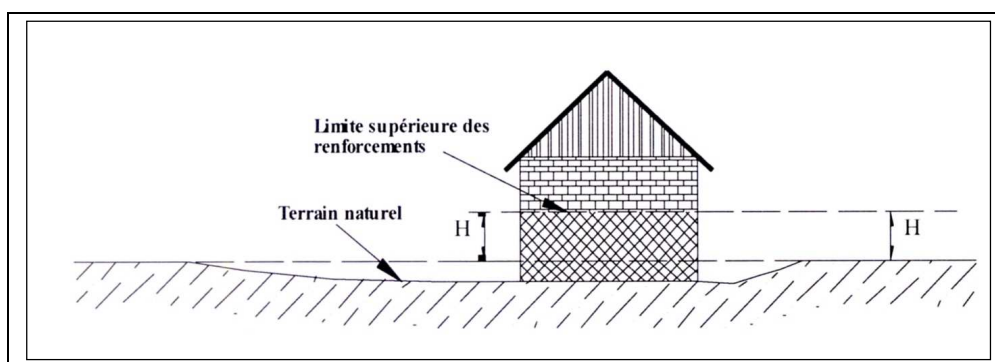 Limite supérieure des
renforcements
Terrain naturel
H
H